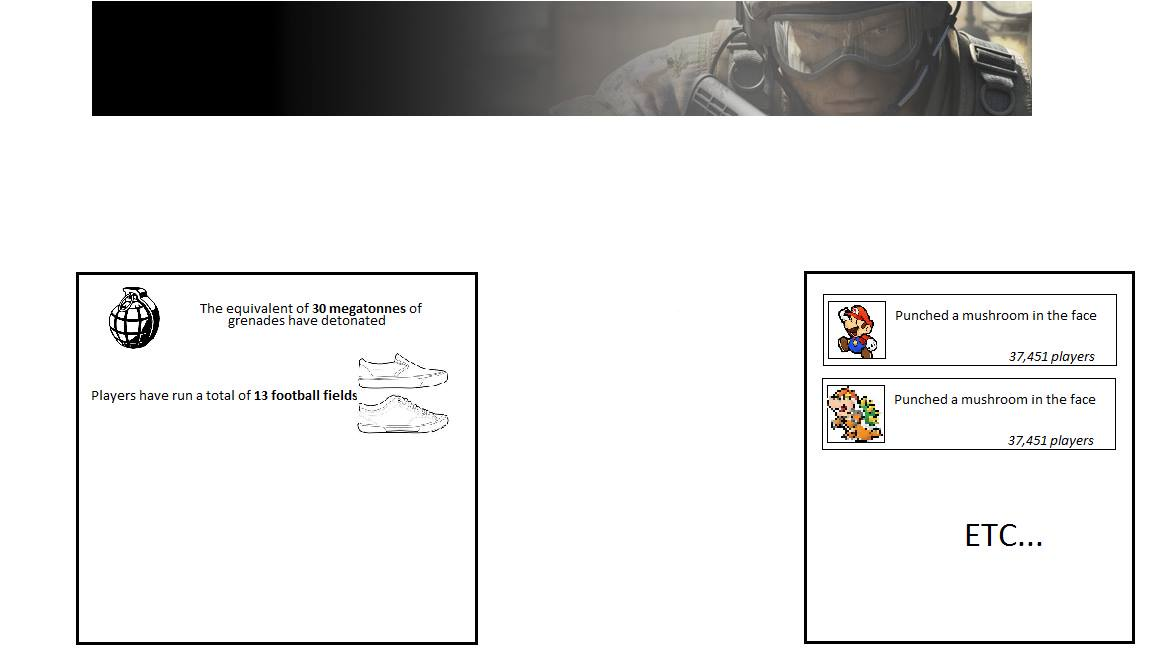 The equivalent of 30 megatonnes of
grenades have detonated
Players have run a total of 13 football fields
Punched a mushroom in the face
37,451 players
Punched a mushroom in the face
37,451 players
ETC...